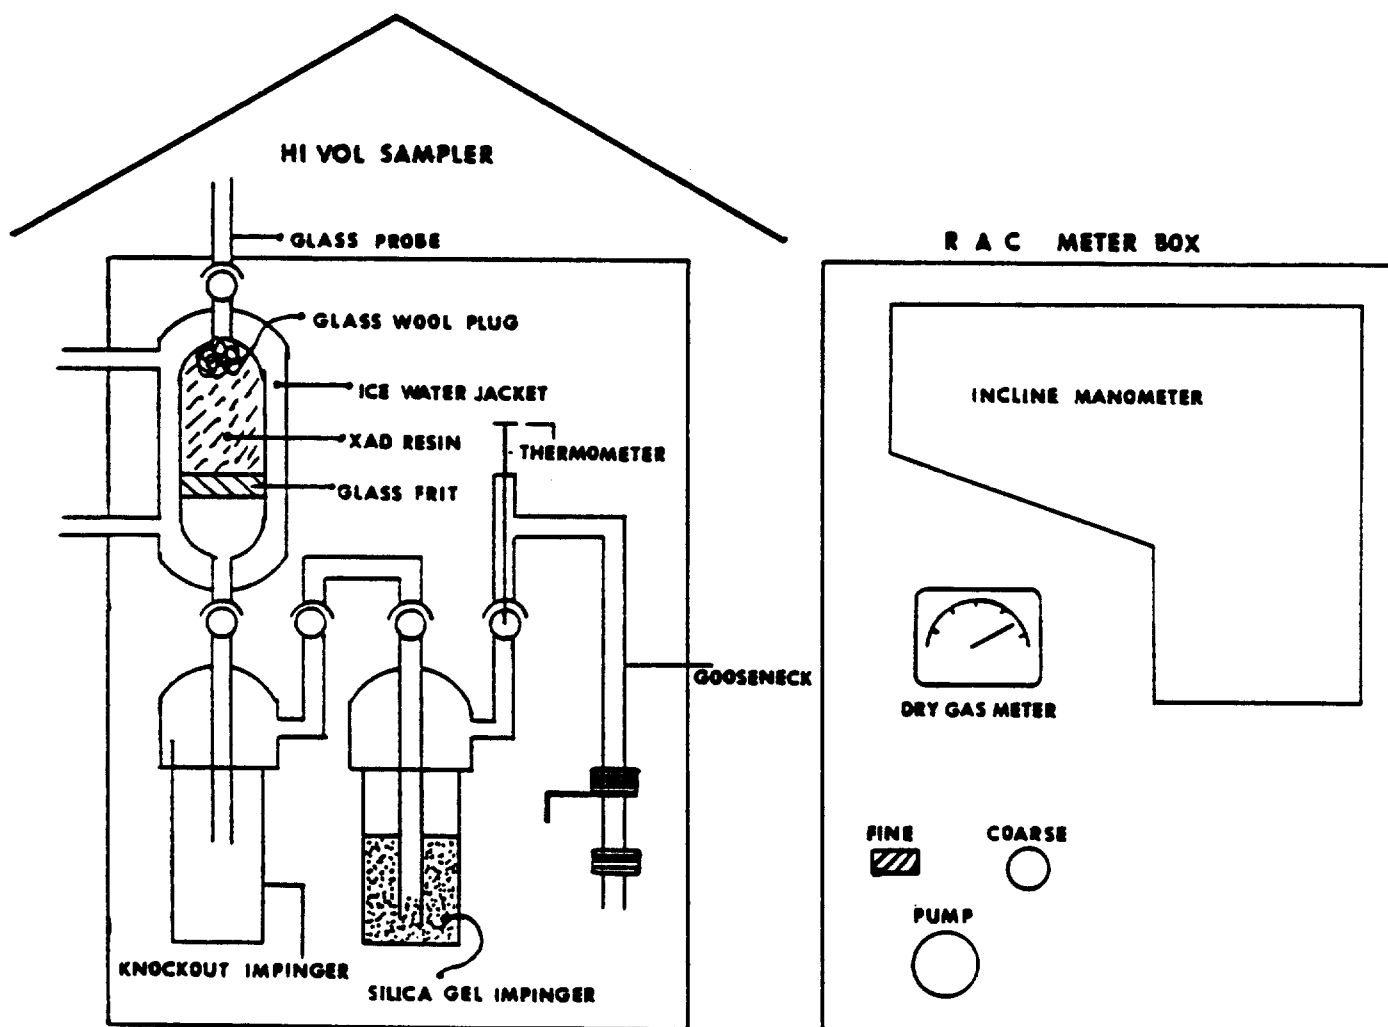 HI VOL SAMPLER
GLASS PROBE
GLASS WOOL PLUG
ICE WATER JACKET
XAD RESIN
THERMOMETER
GLASS FRIT
GOOSENECK
KNOCKOUT IMPINGER
SILICA GEL IMPINGER
R A C METER BOX
INCLINE MANOMETER
DRY GAS METER
FINE
COARSE
PUMP